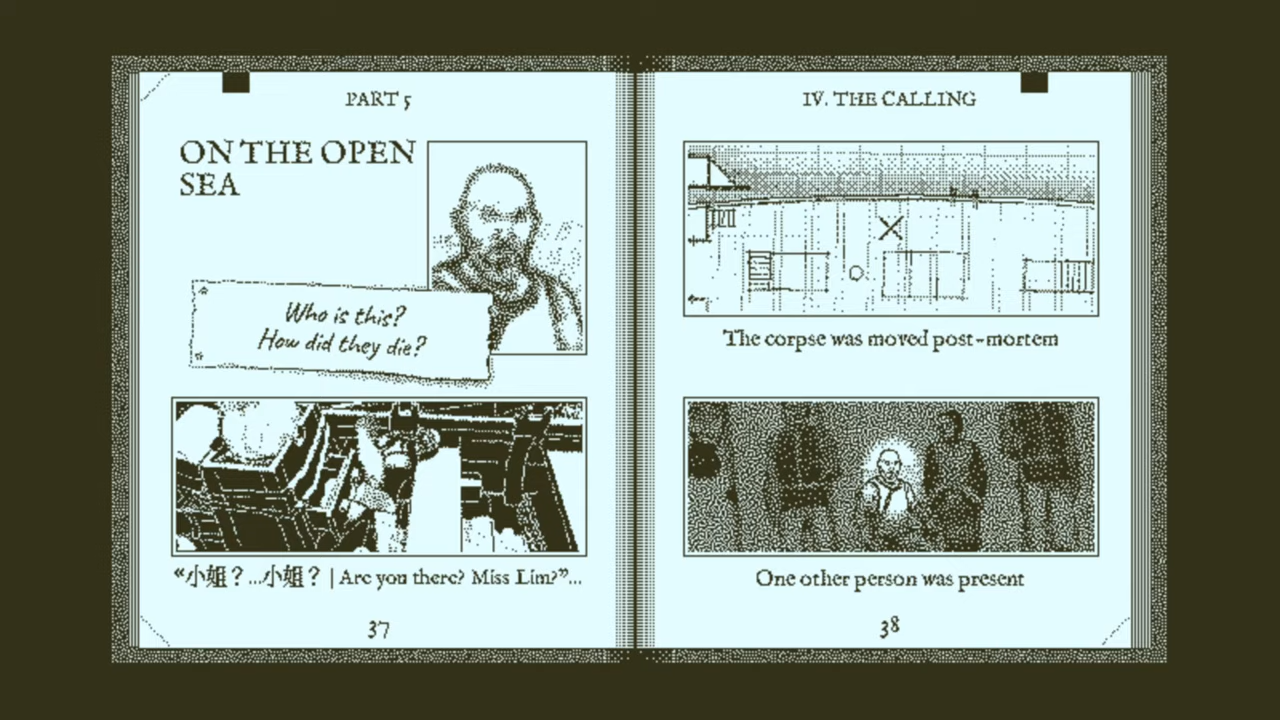 PART 5
ON THE OPEN
SEA
Who is this?
How did they die?
“小姐？...小姐？ | Are you there? Miss Lim?”...
37
IV. THE CALLING
The corpse was moved post-mortem
One other person was present
38